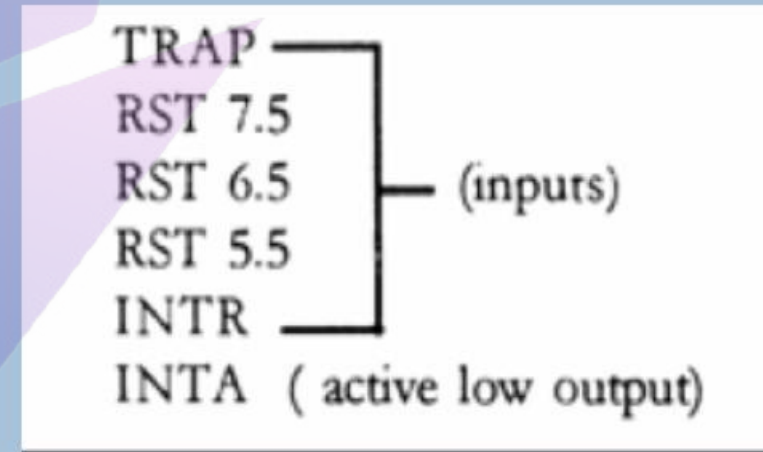 TRAP
RST 7.5
RST 6.5 (inputs)
RST 5.5
INTR
INTA ( active low output)